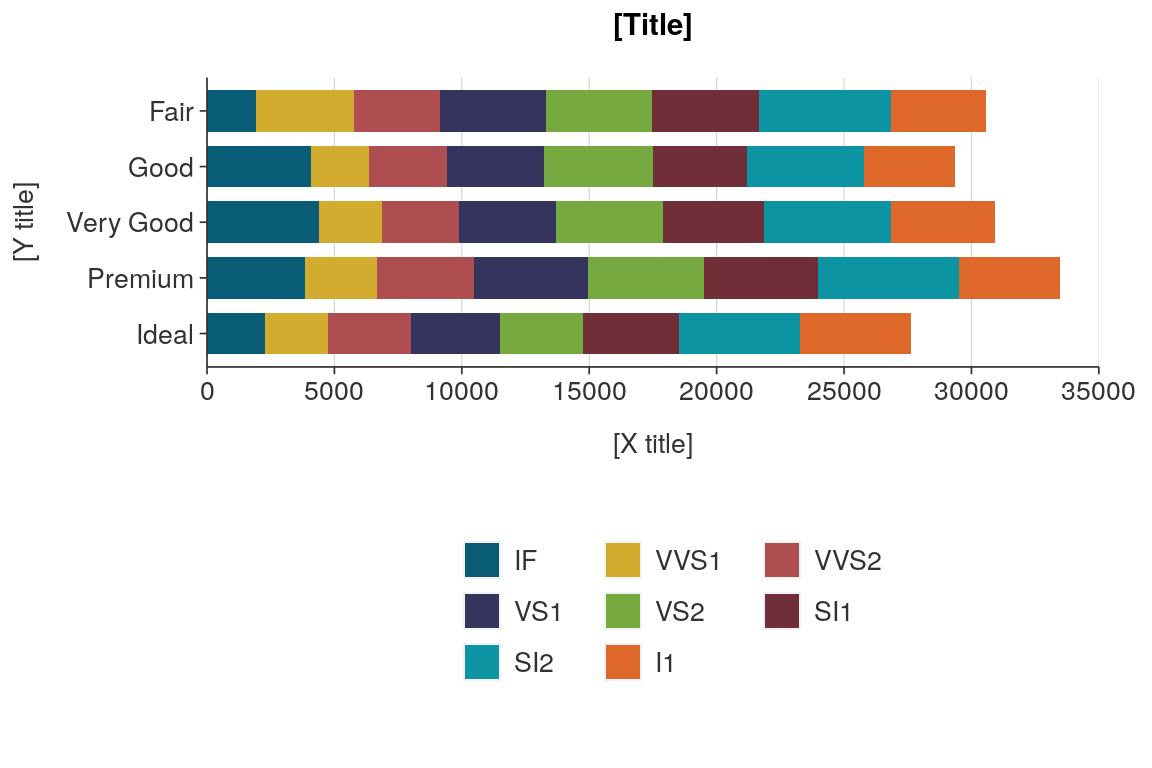 [Title]
[Y title]
Fair
Good
Very Good
Premium
Ideal
0 5000 10000 15000 20000 25000 30000 35000
[X title]
IF VVS1 VVS2
VS1 VS2 SI1
SI2 I1